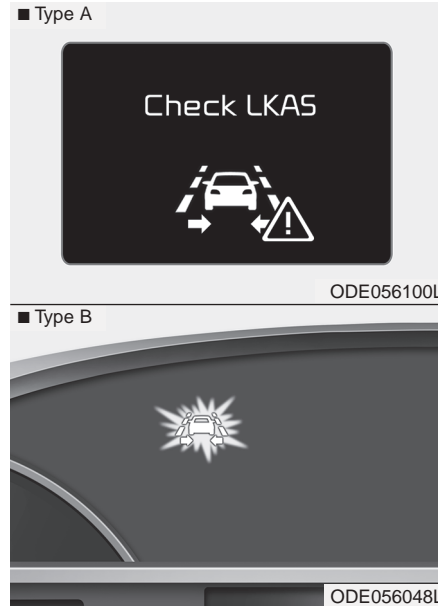 ■ Type A
Check LKAS
ODE056100L
■ Type B
ODE056048L